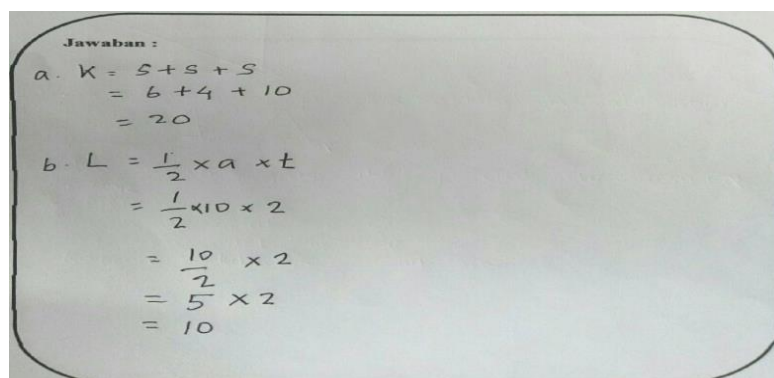 Jawaban :
a. K = S + S + S
= 6 + 4 + 10
= 20
b. L = 1/2 × a × t
= 1/2 × 10 × 2
= 10/2 × 2
= 5 × 2
= 10